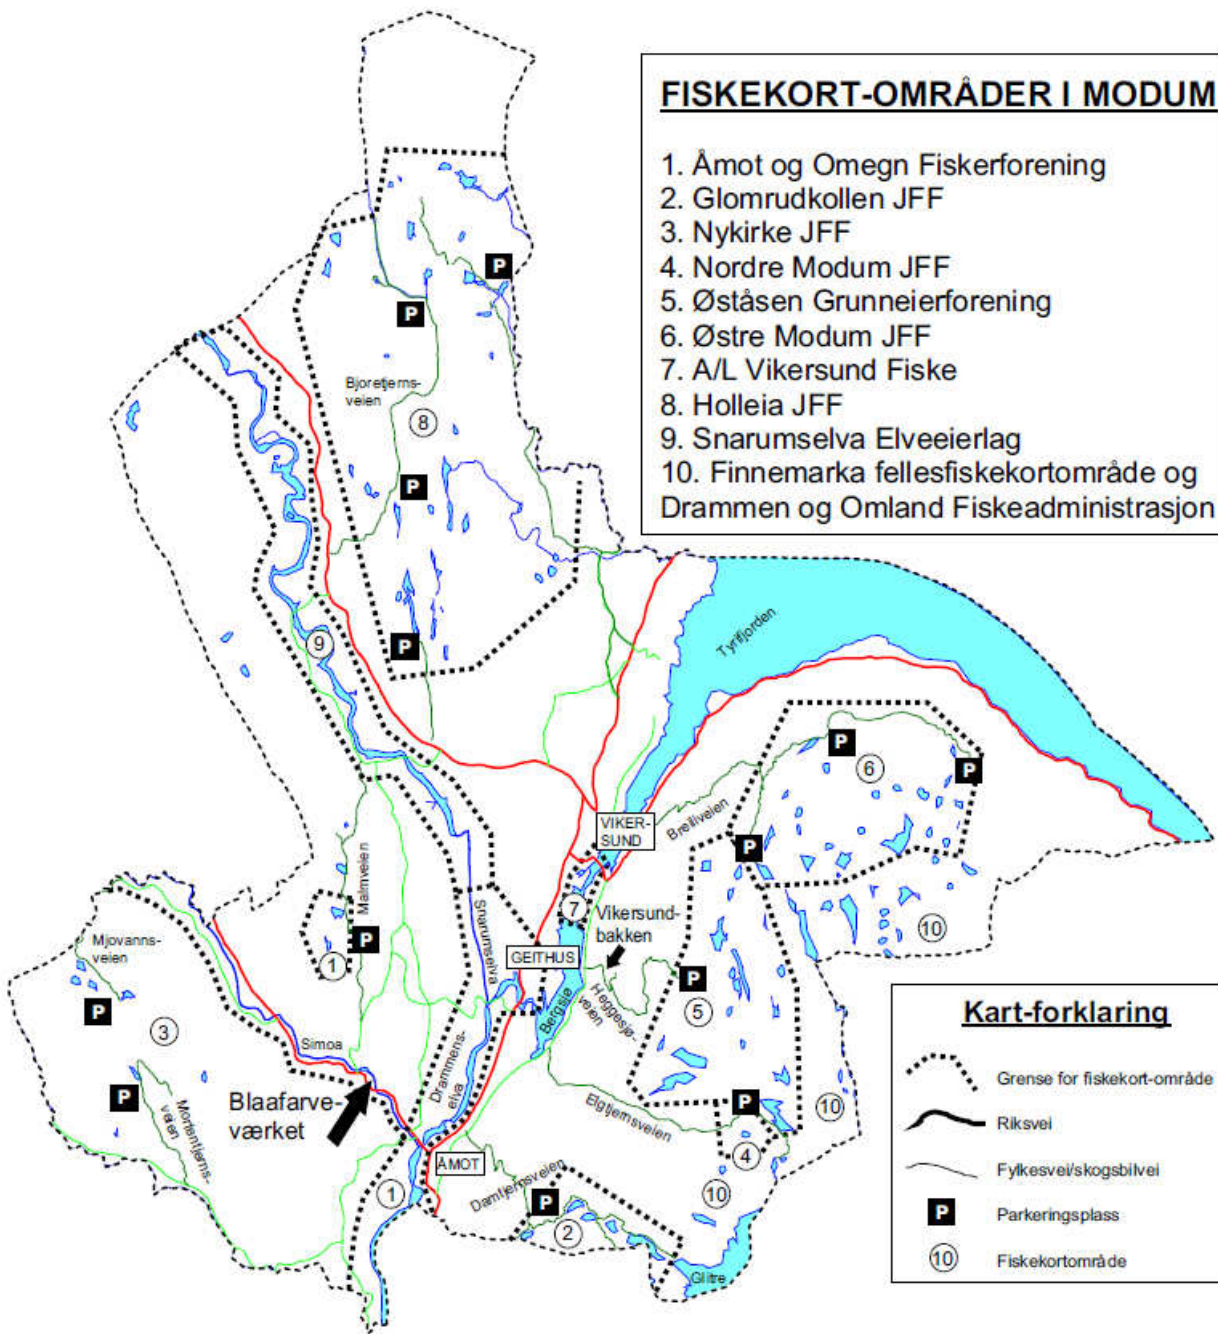 FISKEKORT-OMRÅDER I MODUM
1. Åmot og Omegn Fiskerforening
2. Glomrudkollen JFF
3. Nykirke JFF
4. Nordre Modum JFF
5. Øståsen Grunneierforening
6. Østre Modum JFF
7. A/L Vikersund Fiske
8. Holleia JFF
9. Snarumselva Elveeierlag
10. Finnemarka fellesfiskekortområde og
Drammen og Omland Fiskeadministrasjon
P
P
Bjoretjerns-
veien
8
P
9
P
Tyrifjorden
P
6
P
VIKER-
SUND
Breiliveien
P
Malmveien
7
Vikersund-
bakken
10
Snarumselva
P
1
GEITHUS
Mjovanns-
veien
P
Heggesjø-
veien
P
5
Bergsjø
3
Simoa
Drammens-
elva
Blaafarve-
værket
P
Morientjerns-
veien
Elgtjernsveien
P
10
4
ÅMOT
1
Damtjernsveien
P
10
2
Glitre
Kart-forklaring
Grense for fiskekort-område
Riksvei
Fylkesvei/skogsbilvei
P Parkeringsplass
10 Fiskekortområde